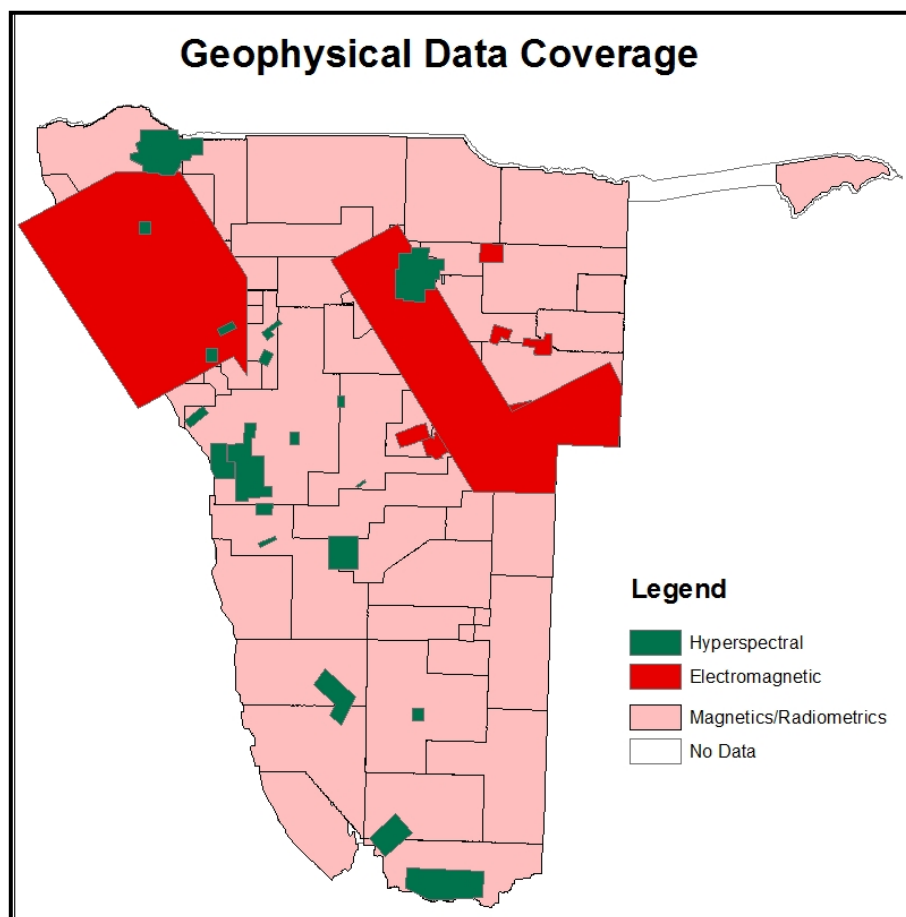 Geophysical Data Coverage
Legend
Hyperspectral
Electromagnetic
Magnetics/Radiometrics
No Data